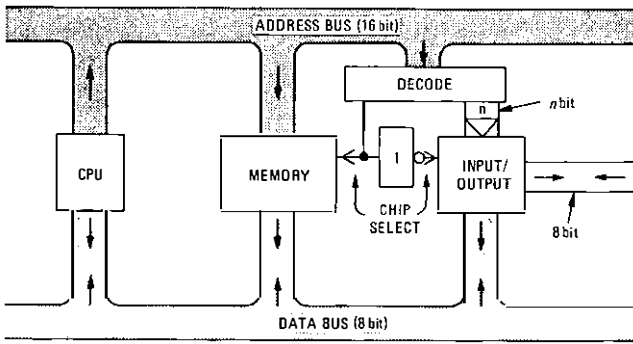 ADDRESS BUS (16 bit)
DECODE
n
n bit
1
CPU
MEMORY
INPUT/
OUTPUT
CHIP
SELECT
8 bit
DATA BUS (8 bit)